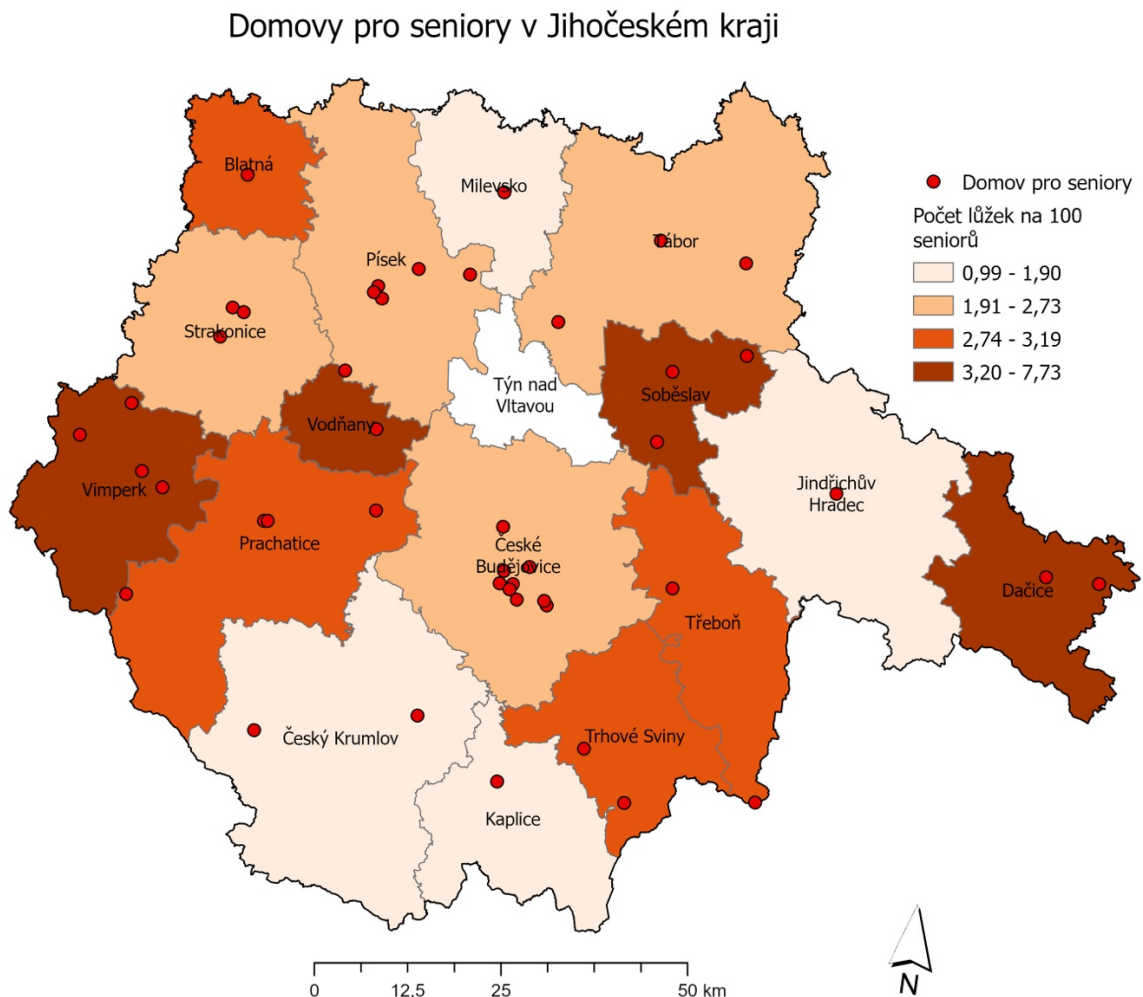 Domovy pro seniory v Jihočeském kraji
Blatná
Milevsko
Domov pro seniory
Počet lůžek na 100
seniorů
0,99 - 1,90
1,91 - 2,73
2,74 - 3,19
3,20 - 7,73
Tábor
Písek
Strakonice
Týn nad
Vltavou
Soběslav
Vodňany
Vimperk
Jindřichův
Hradec
Prachatice
České
Budějovice
Dačice
Třeboň
Český Krumlov
Trhové Sviny
Kaplice
N
0 12.5 25 50 km